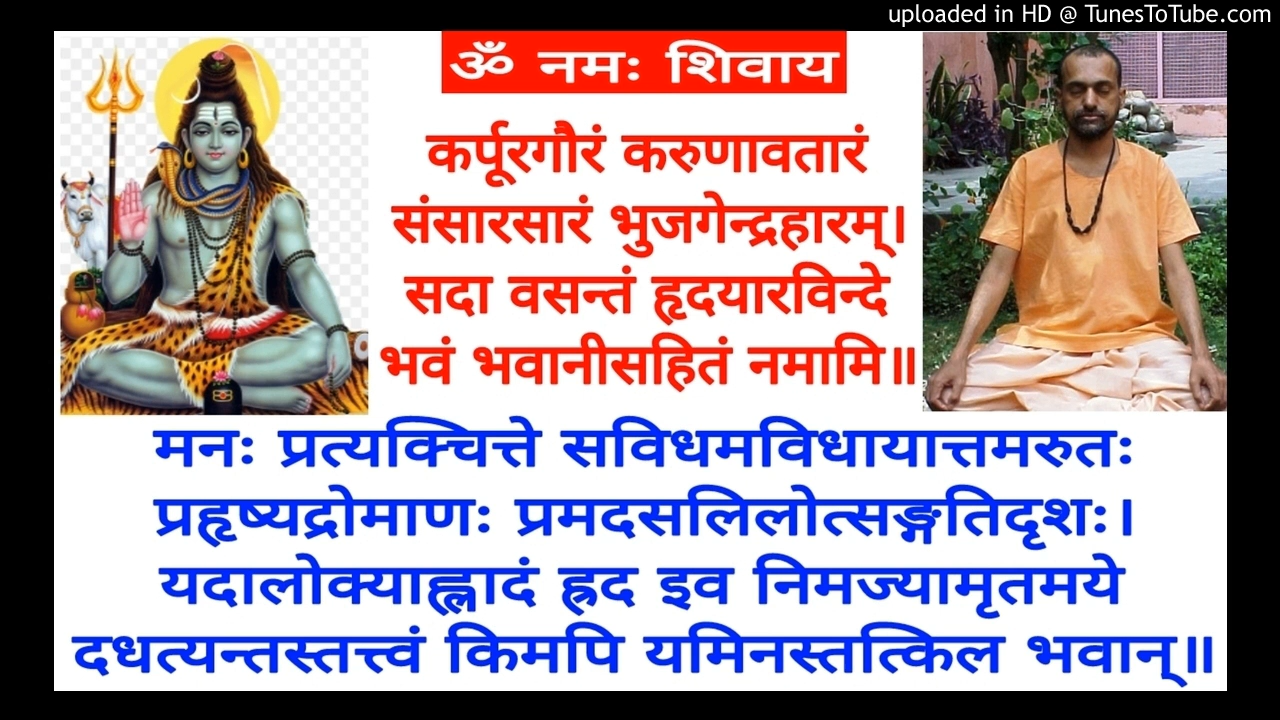 uploaded in HD @ TunesToTube.com
ॐ नमः शिवाय
कर्पूरगौरं करुणावतारं
संसारसारं भुजगेन्द्रहारम्।
सदा वसन्तं हृदयारविन्दे
भवं भवानीसहितं नमामि॥
मनः प्रत्यक्चित्ते सविधमविधायात्तमरुतः
प्रहृष्यद्रोमाणः प्रमदसलिलोत्सङ्गतिदृशः।
यदालोक्याह्लादं ह्रद इव निमज्यामृतमये
दधत्यन्तस्तत्त्वं किमपि यमिनस्तत्किल भवान्॥